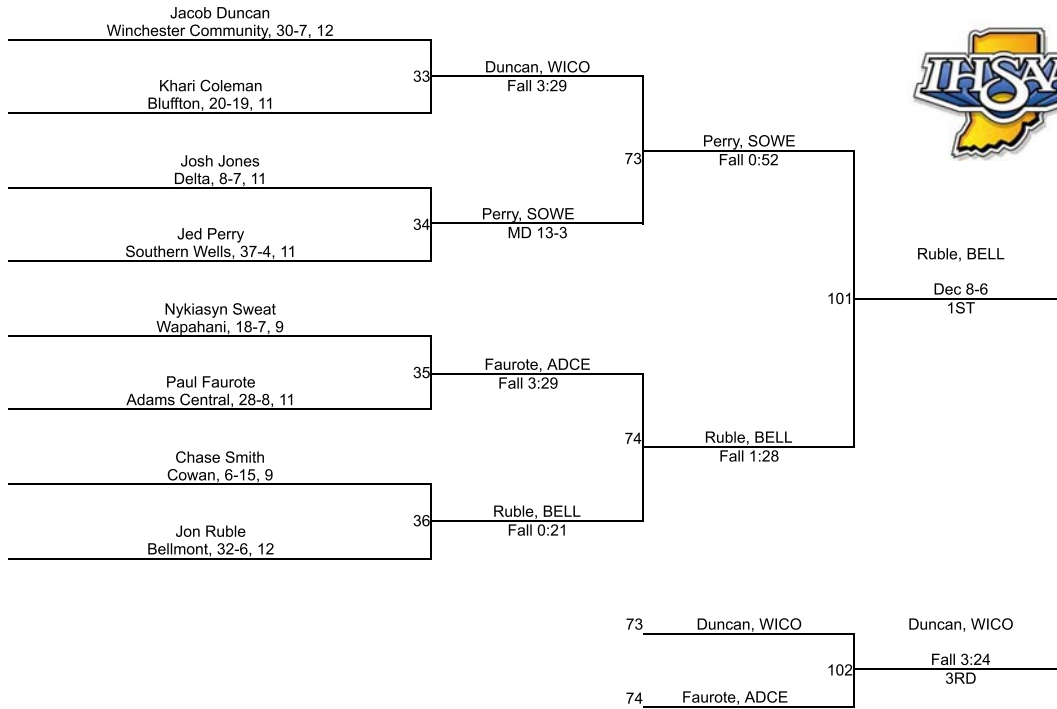 Jacob Duncan
Winchester Community, 30-7, 12
Khari Coleman
Bluffton, 20-19, 11
33
Duncan, WICO
Fall 3:29
Josh Jones
Delta, 8-7, 11
Jed Perry
Southern Wells, 37-4, 11
34
Perry, SOWE
MD 13-3
73
Perry, SOWE
Fall 0:52
Nykiasyn Sweat
Wapahani, 18-7, 9
Paul Faurote
Adams Central, 28-8, 11
35
Faurote, ADCE
Fall 3:29
Chase Smith
Cowan, 6-15, 9
Jon Ruble
Bellmont, 32-6, 12
36
Ruble, BELL
Fall 0:21
74
Ruble, BELL
Fall 1:28
101
Ruble, BELL
Dec 8-6
1ST
73
Duncan, WICO
74
Faurote, ADCE
102
Duncan, WICO
Fall 3:24
3RD
IHSAA